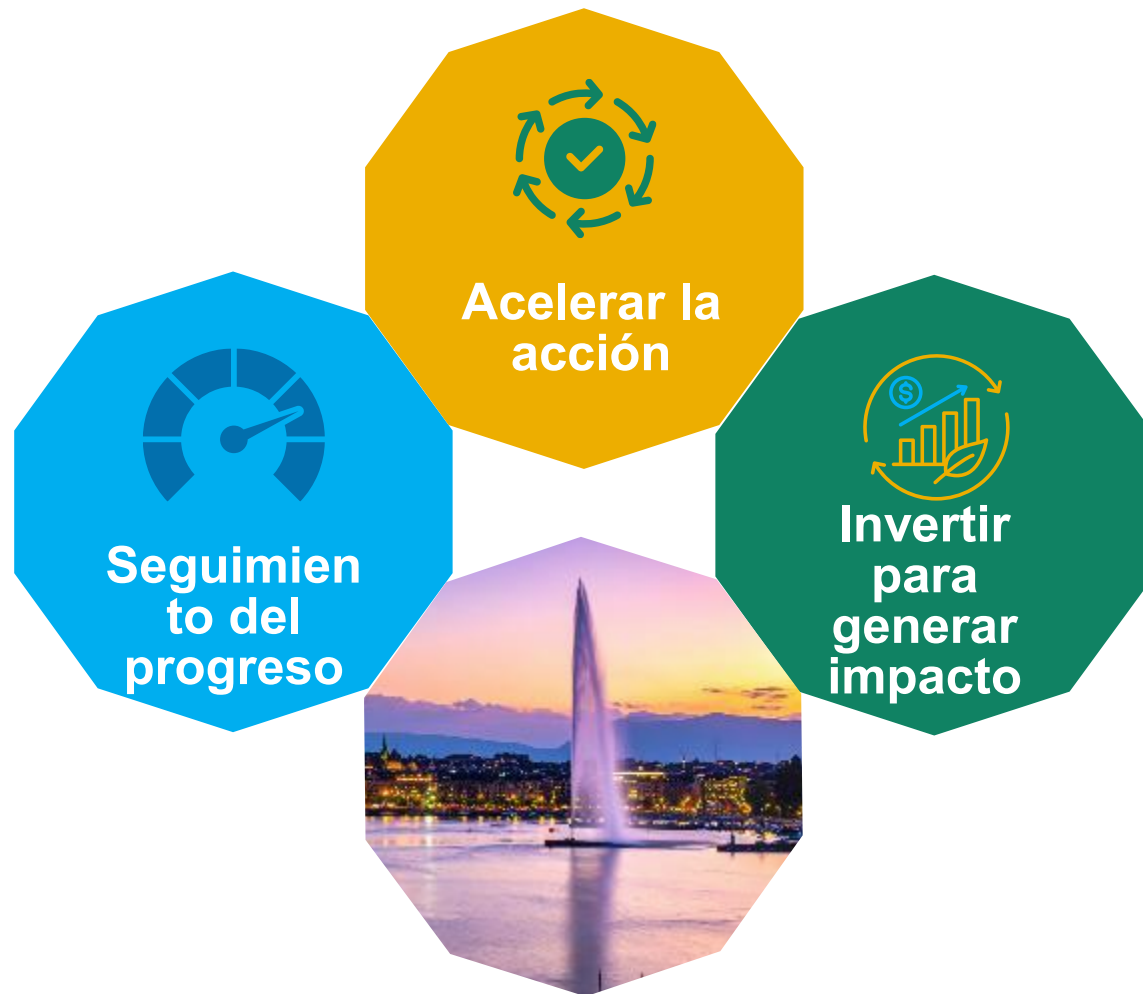 Acelerar la
acción
Seguimien
to del
progreso
Invertir
para
generar
impacto
$